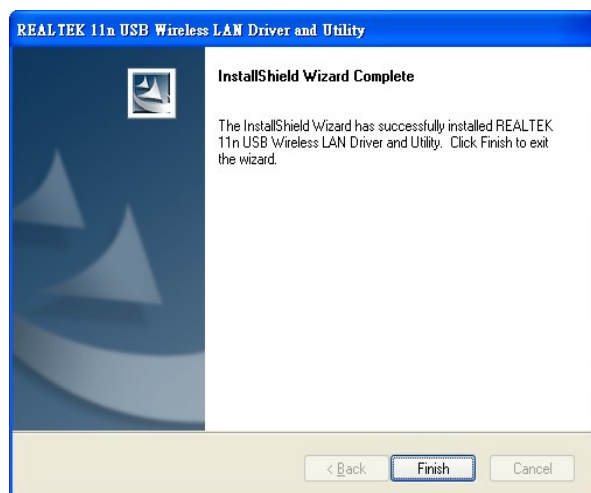 REALTEK 11n USB Wireless LAN Driver and Utility
InstallShield Wizard Complete
The InstallShield Wizard has successfully installed REALTEK
11n USB Wireless LAN Driver and Utility. Click Finish to exit
the wizard.
< Back Finish Cancel